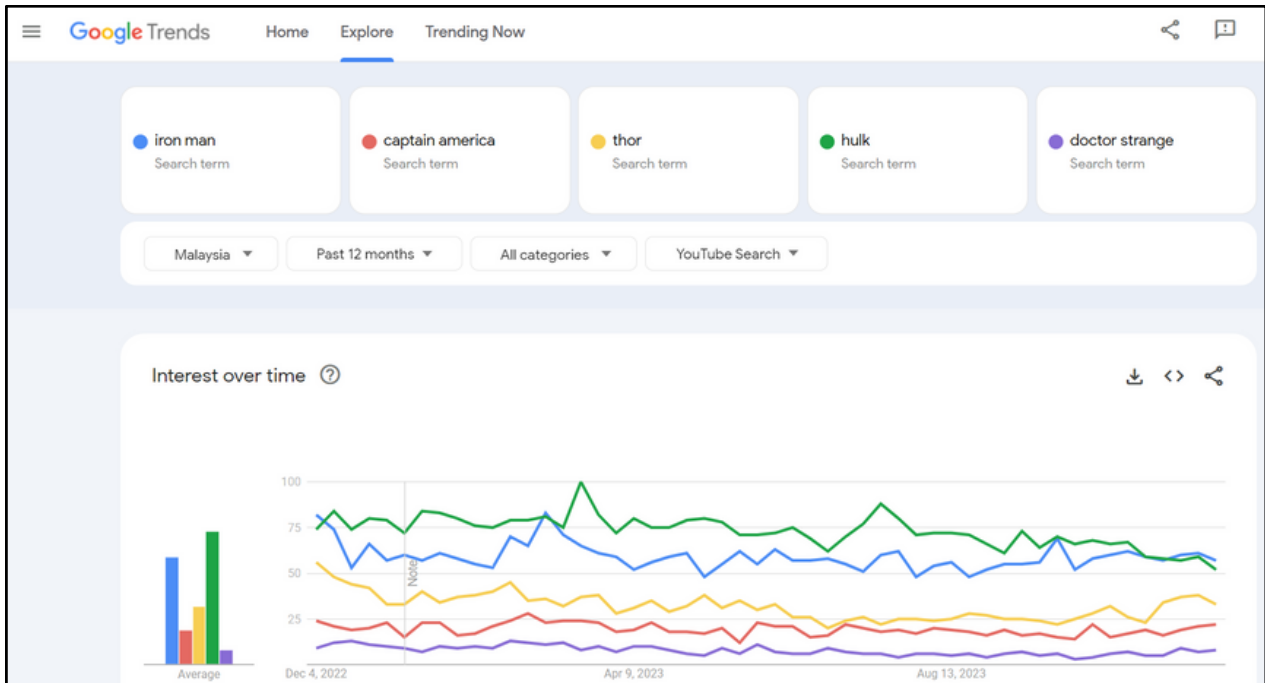 Google Trends Home Explore Trending Now
iron man
Search term
captain america
Search term
thor
Search term
hulk
Search term
doctor strange
Search term
Malaysia Past 12 months All categories YouTube Search
Interest over time
100
75
50
25
Note
Average
Dec 4, 2022 Apr 9, 2023 Aug 13, 2023